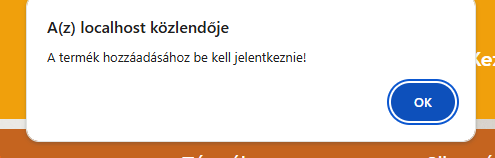 A(z) localhost közlendője
A termék hozzáadásához be kell jelentkeznie!
OK